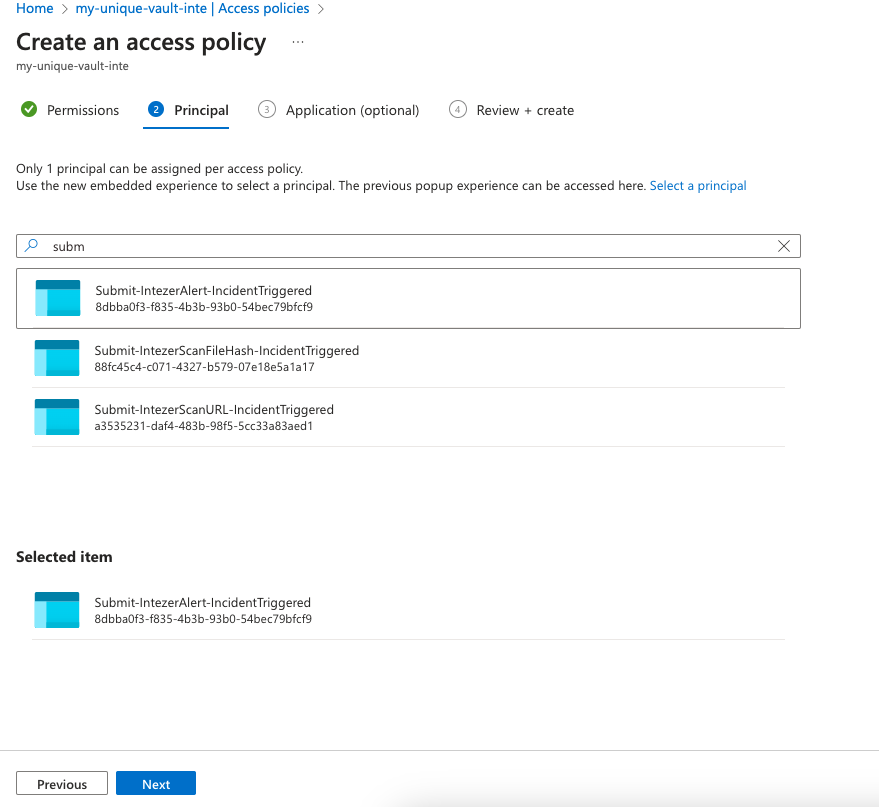 Home > my-unique-vault-inte | Access policies >
Create an access policy ...
my-unique-vault-inte
Permissions 2 Principal 3 Application (optional) 4 Review + create
Only 1 principal can be assigned per access policy.
Use the new embedded experience to select a principal. The previous popup experience can be accessed here. Select a principal
subm
Submit-IntezerAlert-IncidentTriggered
8dbba0f3-f835-4b3b-93b0-54bec79bfcf9
Submit-IntezerScanFileHash-IncidentTriggered
88fc45c4-c071-4327-b579-07e18e5a1a17
Submit-IntezerScanURL-IncidentTriggered
a3535231-daf4-483b-98f5-5cc33a83aed1
Selected item
Submit-IntezerAlert-IncidentTriggered
8dbba0f3-f835-4b3b-93b0-54bec79bfcf9
Previous Next